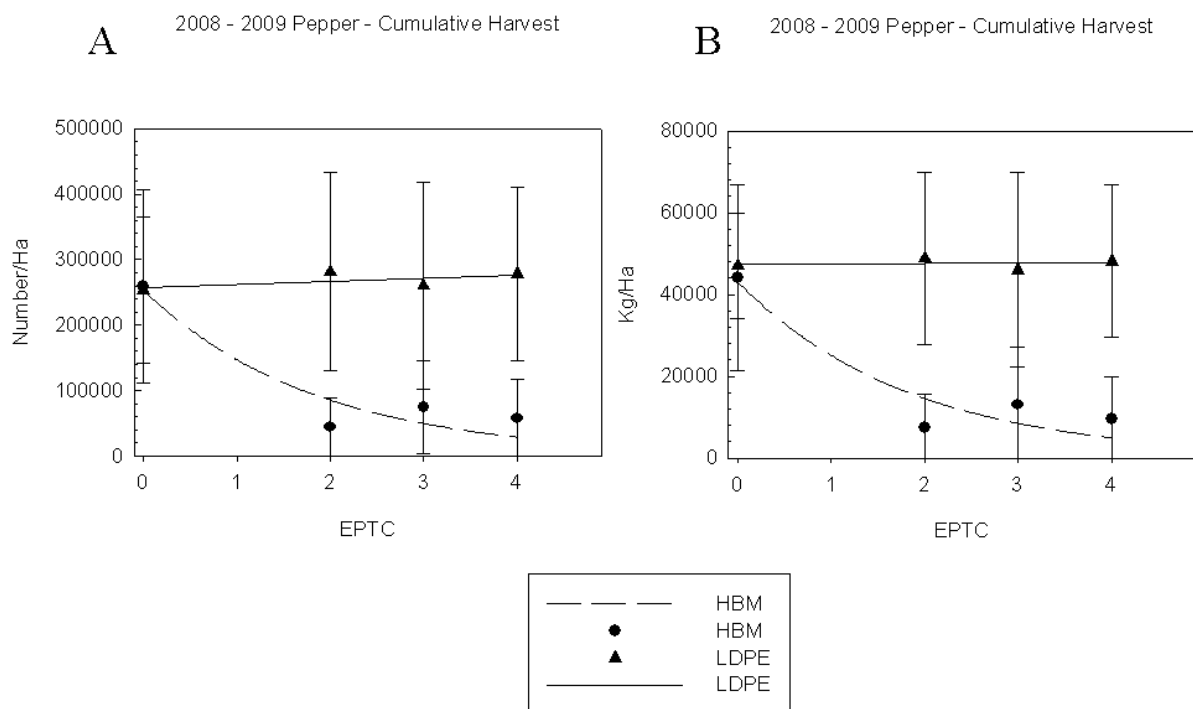 A
2008 - 2009 Pepper - Cumulative Harvest
Number/Ha
500000
400000
300000
200000
100000
0
0 1 2 3 4
EPTC
B
2008 - 2009 Pepper - Cumulative Harvest
Kg/Ha
80000
60000
40000
20000
0
0 1 2 3 4
EPTC
HBM
HBM
LDPE
LDPE